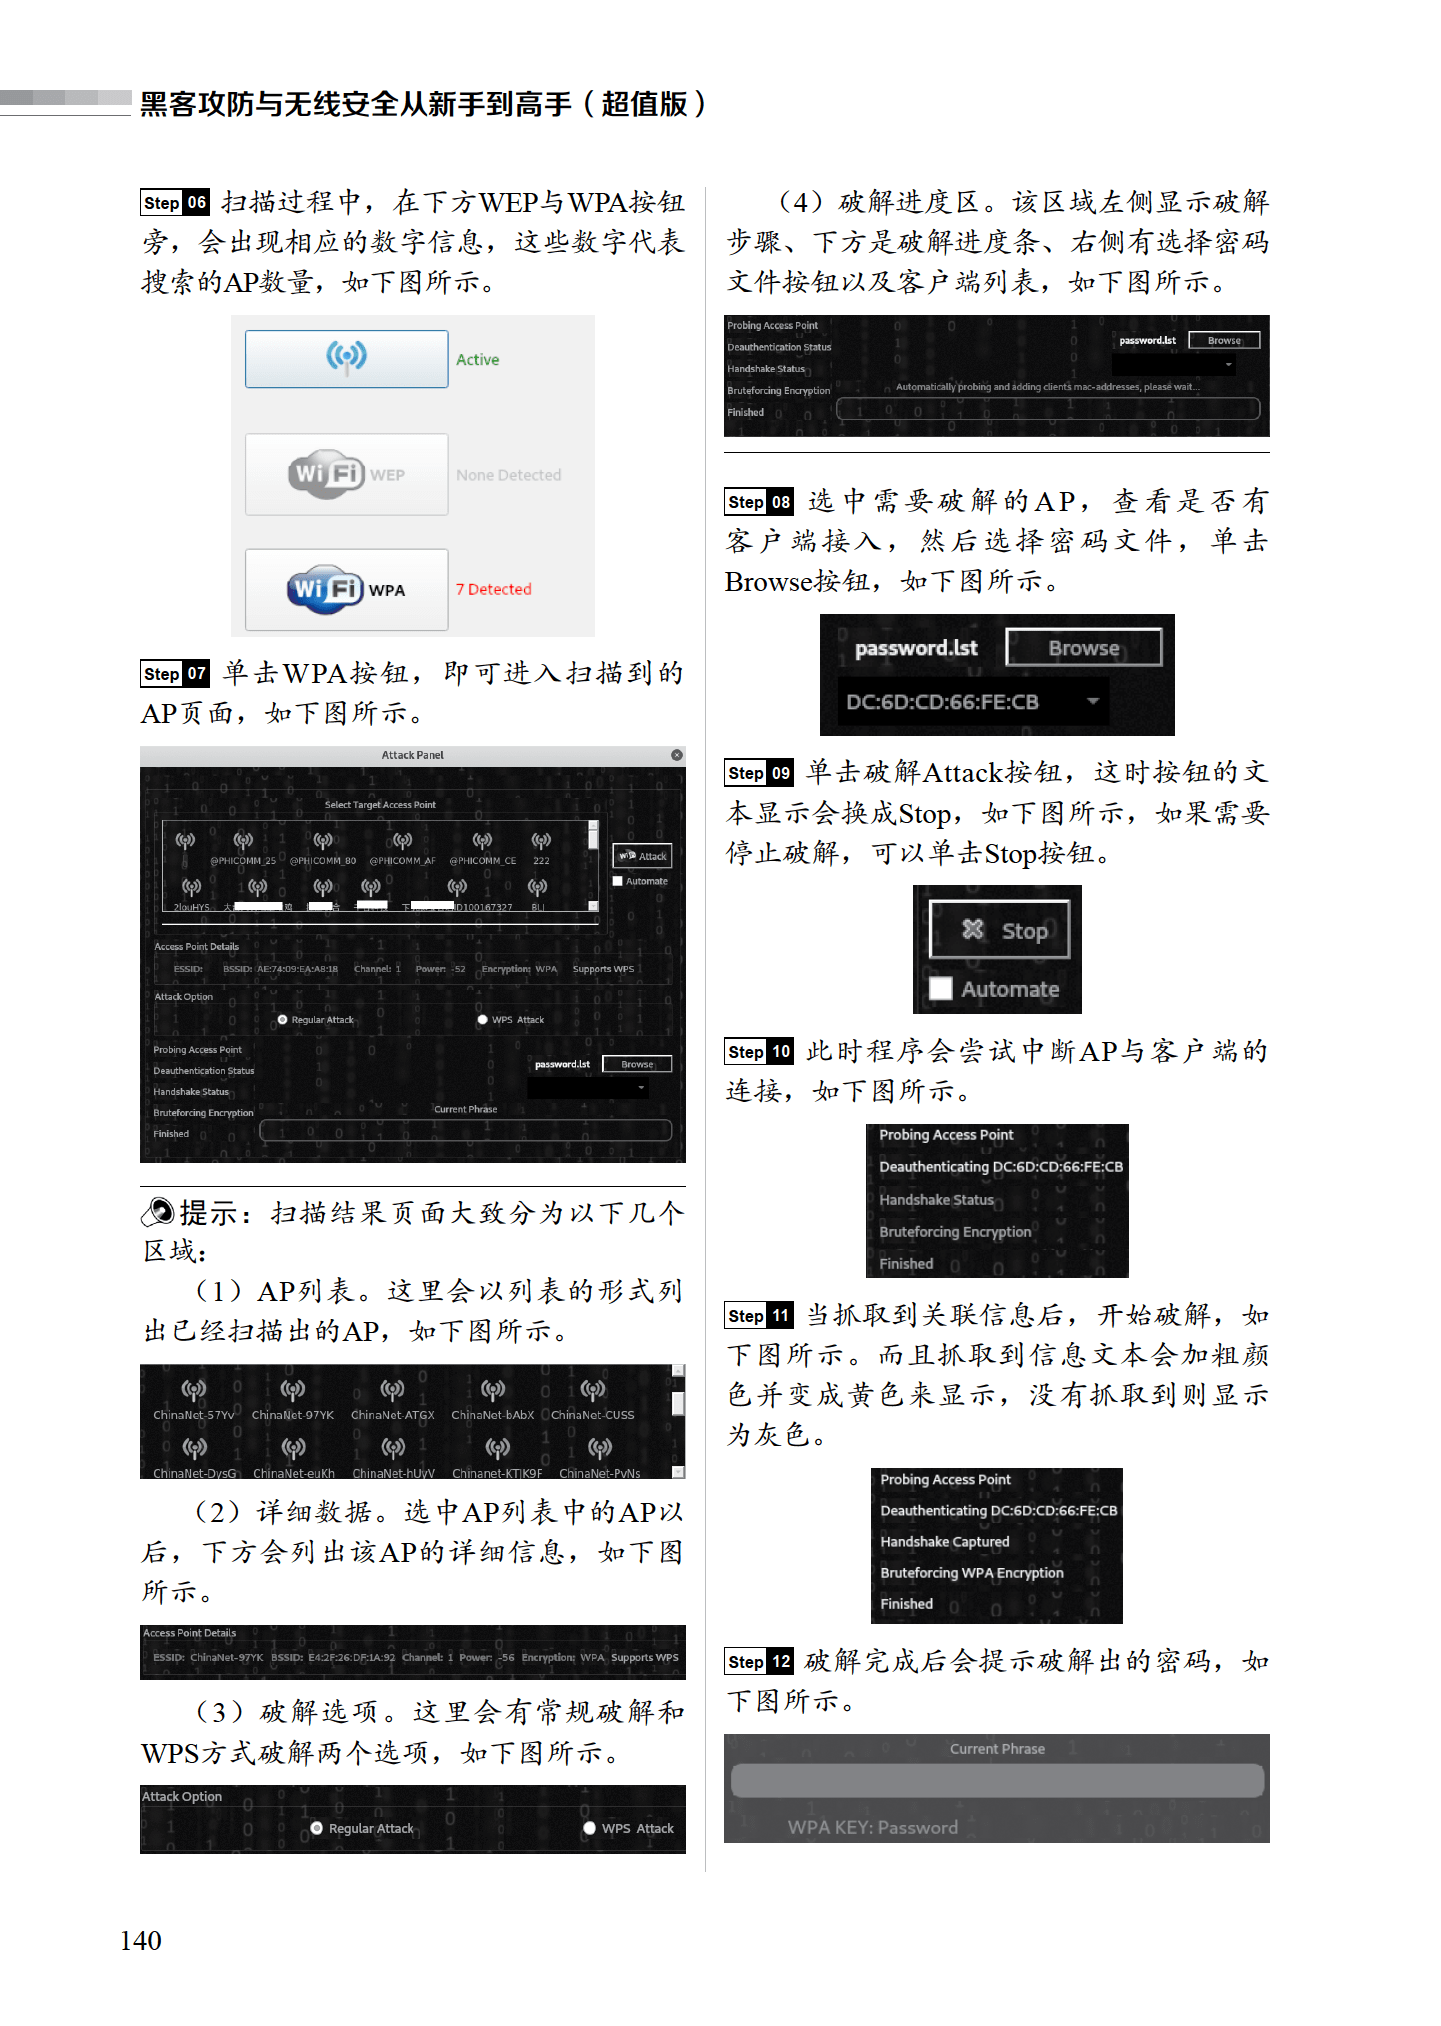 黑客攻防与无线安全从新手到高手（超值版）
Step 06 扫描过程中，在下方WEP与WPA按钮
旁，会出现相应的数字信息，这些数字代表
搜索的AP数量，如下图所示。
Active
WiFi WEP None Detected
WiFi WPA 7 Detected
Step 07 单击WPA按钮，即可进入扫描到的
AP页面，如下图所示。
Attack Panel
Select Target Access Point
@PHICOMM_25 @PHICOMM_80 @PHICOMM_AF @PHICOMM_CE 222
Attack
Automate
2louHYS ID100167327 BLJ
Access Point Details
ESSID: BSSID: AE:74:09:EA:A8:18 Channel: 1 Power: -52 Encryption: WPA Supports WPS
Attack Option
Regular Attack WPS Attack
Probing Access Point
password.lst Browse
Deauthentication Status
Handshake Status
Current Phrase
Bruteforcing Encryption
Finished
提示：扫描结果页面大致分为以下几个
区域：
（1）AP列表。这里会以列表的形式列
出已经扫描出的AP，如下图所示。
ChinaNet-57Yv ChinaNet-97YK ChinaNet-ATGX ChinaNet-bAbX ChinaNet-CUSS
ChinaNet-DysG ChinaNet-euKh ChinaNet-hUyV Chinanet-KTJK9F ChinaNet-PvNs
（2）详细数据。选中AP列表中的AP以
后，下方会列出该AP的详细信息，如下图
所示。
Access Point Details
ESSID: ChinaNet-97YK BSSID: E4:2F:26:DF:1A:92 Channel: 1 Power: -56 Encryption: WPA Supports WPS
（3）破解选项。这里会有常规破解和
WPS方式破解两个选项，如下图所示。
Attack Option
Regular Attack WPS Attack
（4）破解进度区。该区域左侧显示破解
步骤、下方是破解进度条、右侧有选择密码
文件按钮以及客户端列表，如下图所示。
Probing Access Point
password.lst Browse
Deauthentication Status
Handshake Status
Automatically probing and adding clients mac-addresses, please wait...
Bruteforcing Encryption
Finished
Step 08 选中需要破解的AP，查看是否有
客户端接入，然后选择密码文件，单击
Browse按钮，如下图所示。
password.lst Browse
DC:6D:CD:66:FE:CB
Step 09 单击破解Attack按钮，这时按钮的文
本显示会换成Stop，如下图所示，如果需要
停止破解，可以单击Stop按钮。
Stop
Automate
Step 10 此时程序会尝试中断AP与客户端的
连接，如下图所示。
Probing Access Point
Deauthenticating DC:6D:CD:66:FE:CB
Handshake Status
Bruteforcing Encryption
Finished
Step 11 当抓取到关联信息后，开始破解，如
下图所示。而且抓取到信息文本会加粗颜
色并变成黄色来显示，没有抓取到则显示
为灰色。
Probing Access Point
Deauthenticating DC:6D:CD:66:FE:CB
Handshake Captured
Bruteforcing WPA Encryption
Finished
Step 12 破解完成后会提示破解出的密码，如
下图所示。
Current Phrase
WPA KEY: Password
140